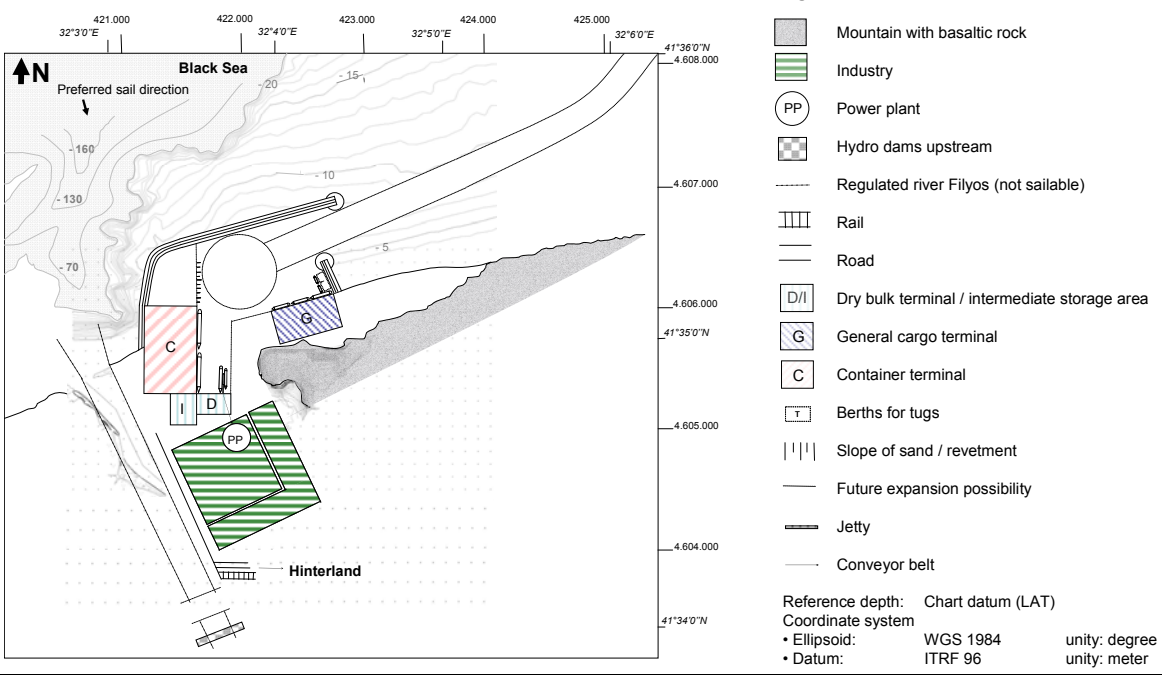 421.000 422.000 423.000 424.000 425.000
32°3'0"E 32°4'0"E 32°5'0"E 32°6'0"E
41°36'0"N
4.608.000
N
Black Sea
Preferred sail direction
- 20
- 15
- 160
- 10
- 130
- 5
- 70
4.607.000
4.606.000
41°35'0"N
G
C
I
D
PP
4.605.000
4.604.000
Hinterland
41°34'0"N
Mountain with basaltic rock
Industry
PP Power plant
Hydro dams upstream
Regulated river Filyos (not sailable)
Rail
Road
D/I Dry bulk terminal / intermediate storage area
G General cargo terminal
C Container terminal
T Berths for tugs
Slope of sand / revetment
Future expansion possibility
Jetty
Conveyor belt
Reference depth: Chart datum (LAT)
Coordinate system
• Ellipsoid: WGS 1984 unity: degree
• Datum: ITRF 96 unity: meter